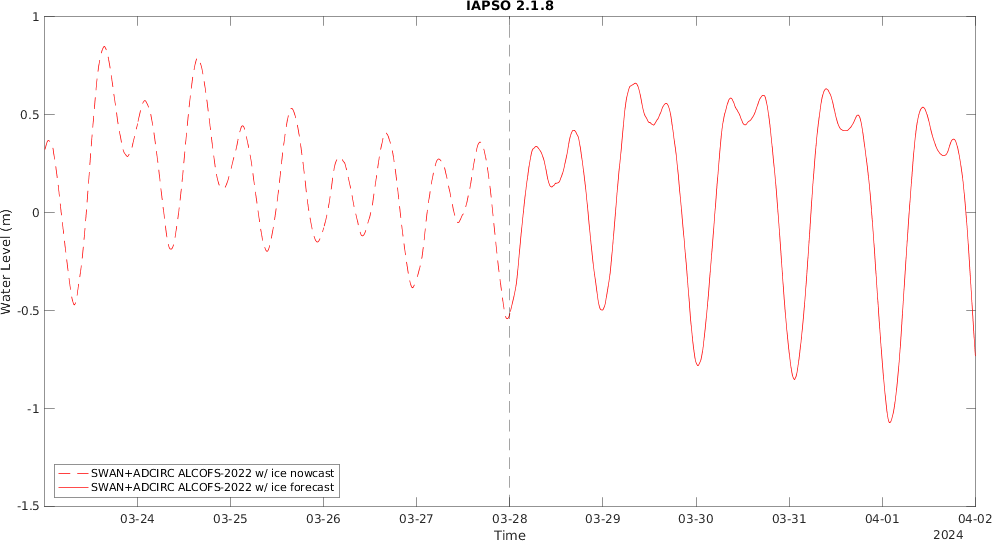 IAPSO 2.1.8
1
0.5
0
-0.5
-1
-1.5
Water Level (m)
SWAN+ADCIRC ALCOFS-2022 w/ ice nowcast
SWAN+ADCIRC ALCOFS-2022 w/ ice forecast
03-24 03-25 03-26 03-27 03-28 03-29 03-30 03-31 04-01 04-02
Time
2024